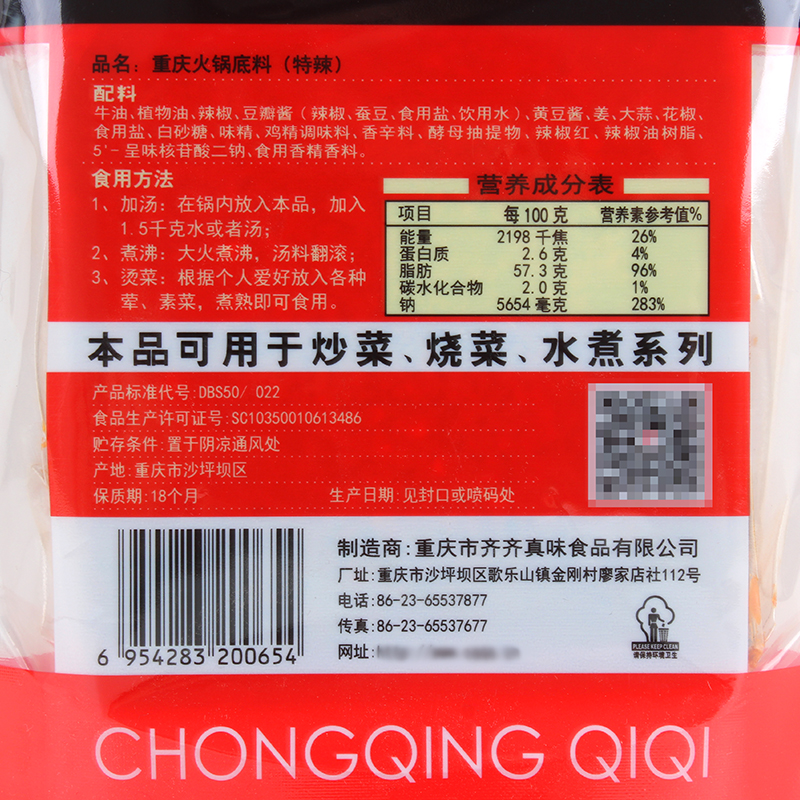 品名：重庆火锅底料（特辣）
配料
牛油、植物油、辣椒、豆瓣酱（辣椒、蚕豆、食用盐、饮用水）、黄豆酱、姜、大蒜、花椒、
食用盐、白砂糖、味精、鸡精调味料、香辛料、酵母抽提物、辣椒红、辣椒油树脂、
5'-呈味核苷酸二钠、食用香精香料。
食用方法
1、加汤：在锅内放入本品，加入
1.5千克水或者汤；
2、煮沸：大火煮沸，汤料翻滚；
3、烫菜：根据个人爱好放入各种
荤、素菜，煮熟即可食用。
营养成分表
项目 每100克 营养素参考值%
能量 2198千焦 26%
蛋白质 2.6克 4%
脂肪 57.3克 96%
碳水化合物 2.0克 1%
钠 5654毫克 283%
本品可用于炒菜、烧菜、水煮系列
产品标准代号：DBS50/ 022
食品生产许可证号：SC10350010613486
贮存条件：置于阴凉通风处
产地：重庆市沙坪坝区
保质期：18个月 生产日期：见封口或喷码处
制造商：重庆市齐齐真味食品有限公司
厂址：重庆市沙坪坝区歌乐山镇金刚村廖家店社112号
电话：86-23-65537877
传真：86-23-65537677
网址：
PLEASE KEEP CLEAN
请保持环境卫生
6 954283 200654
CHONGQING QIQI